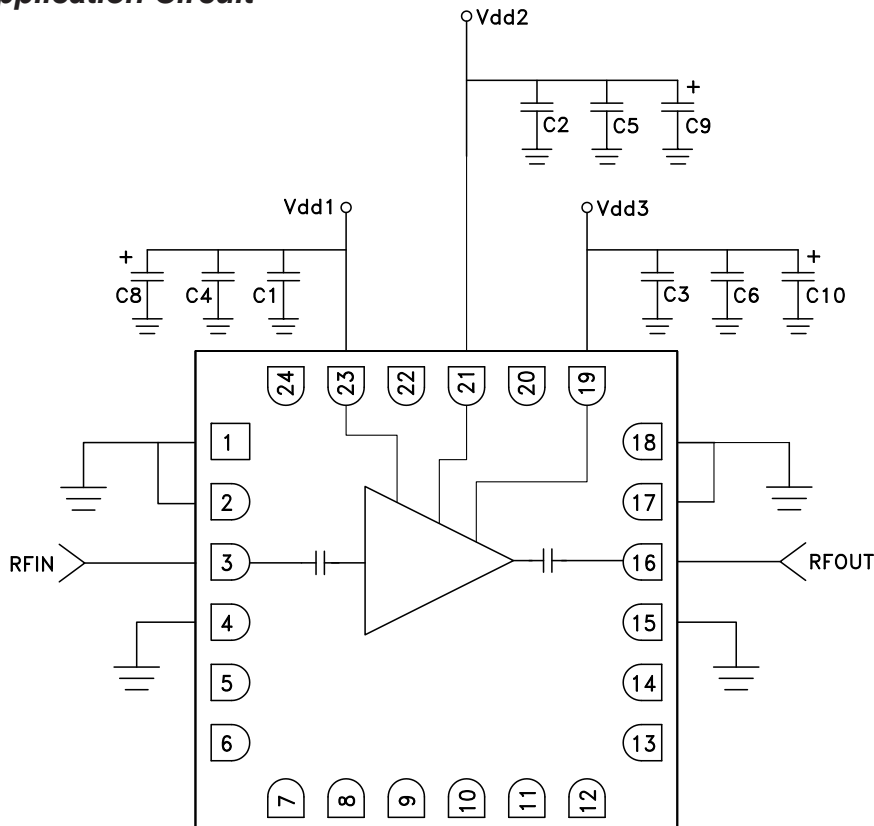 Application Circuit
Vdd2
+
C2 C5 C9
Vdd1
Vdd3
+
+
C8 C4 C1
C3 C6 C10
24 23 22 21 20 19
1
18
2
17
RFIN
3
16
RFOUT
4
15
5
14
6
13
7 8 9 10 11 12